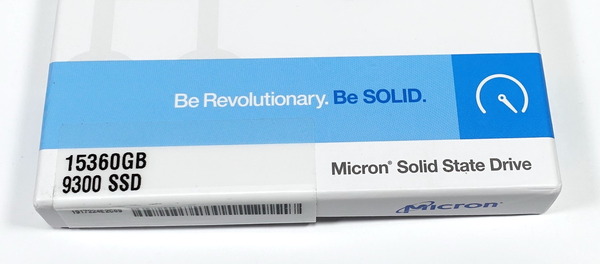 Be Revolutionary. Be SOLID.
15360GB
9300 SSD
Micron® Solid State Drive
Micron